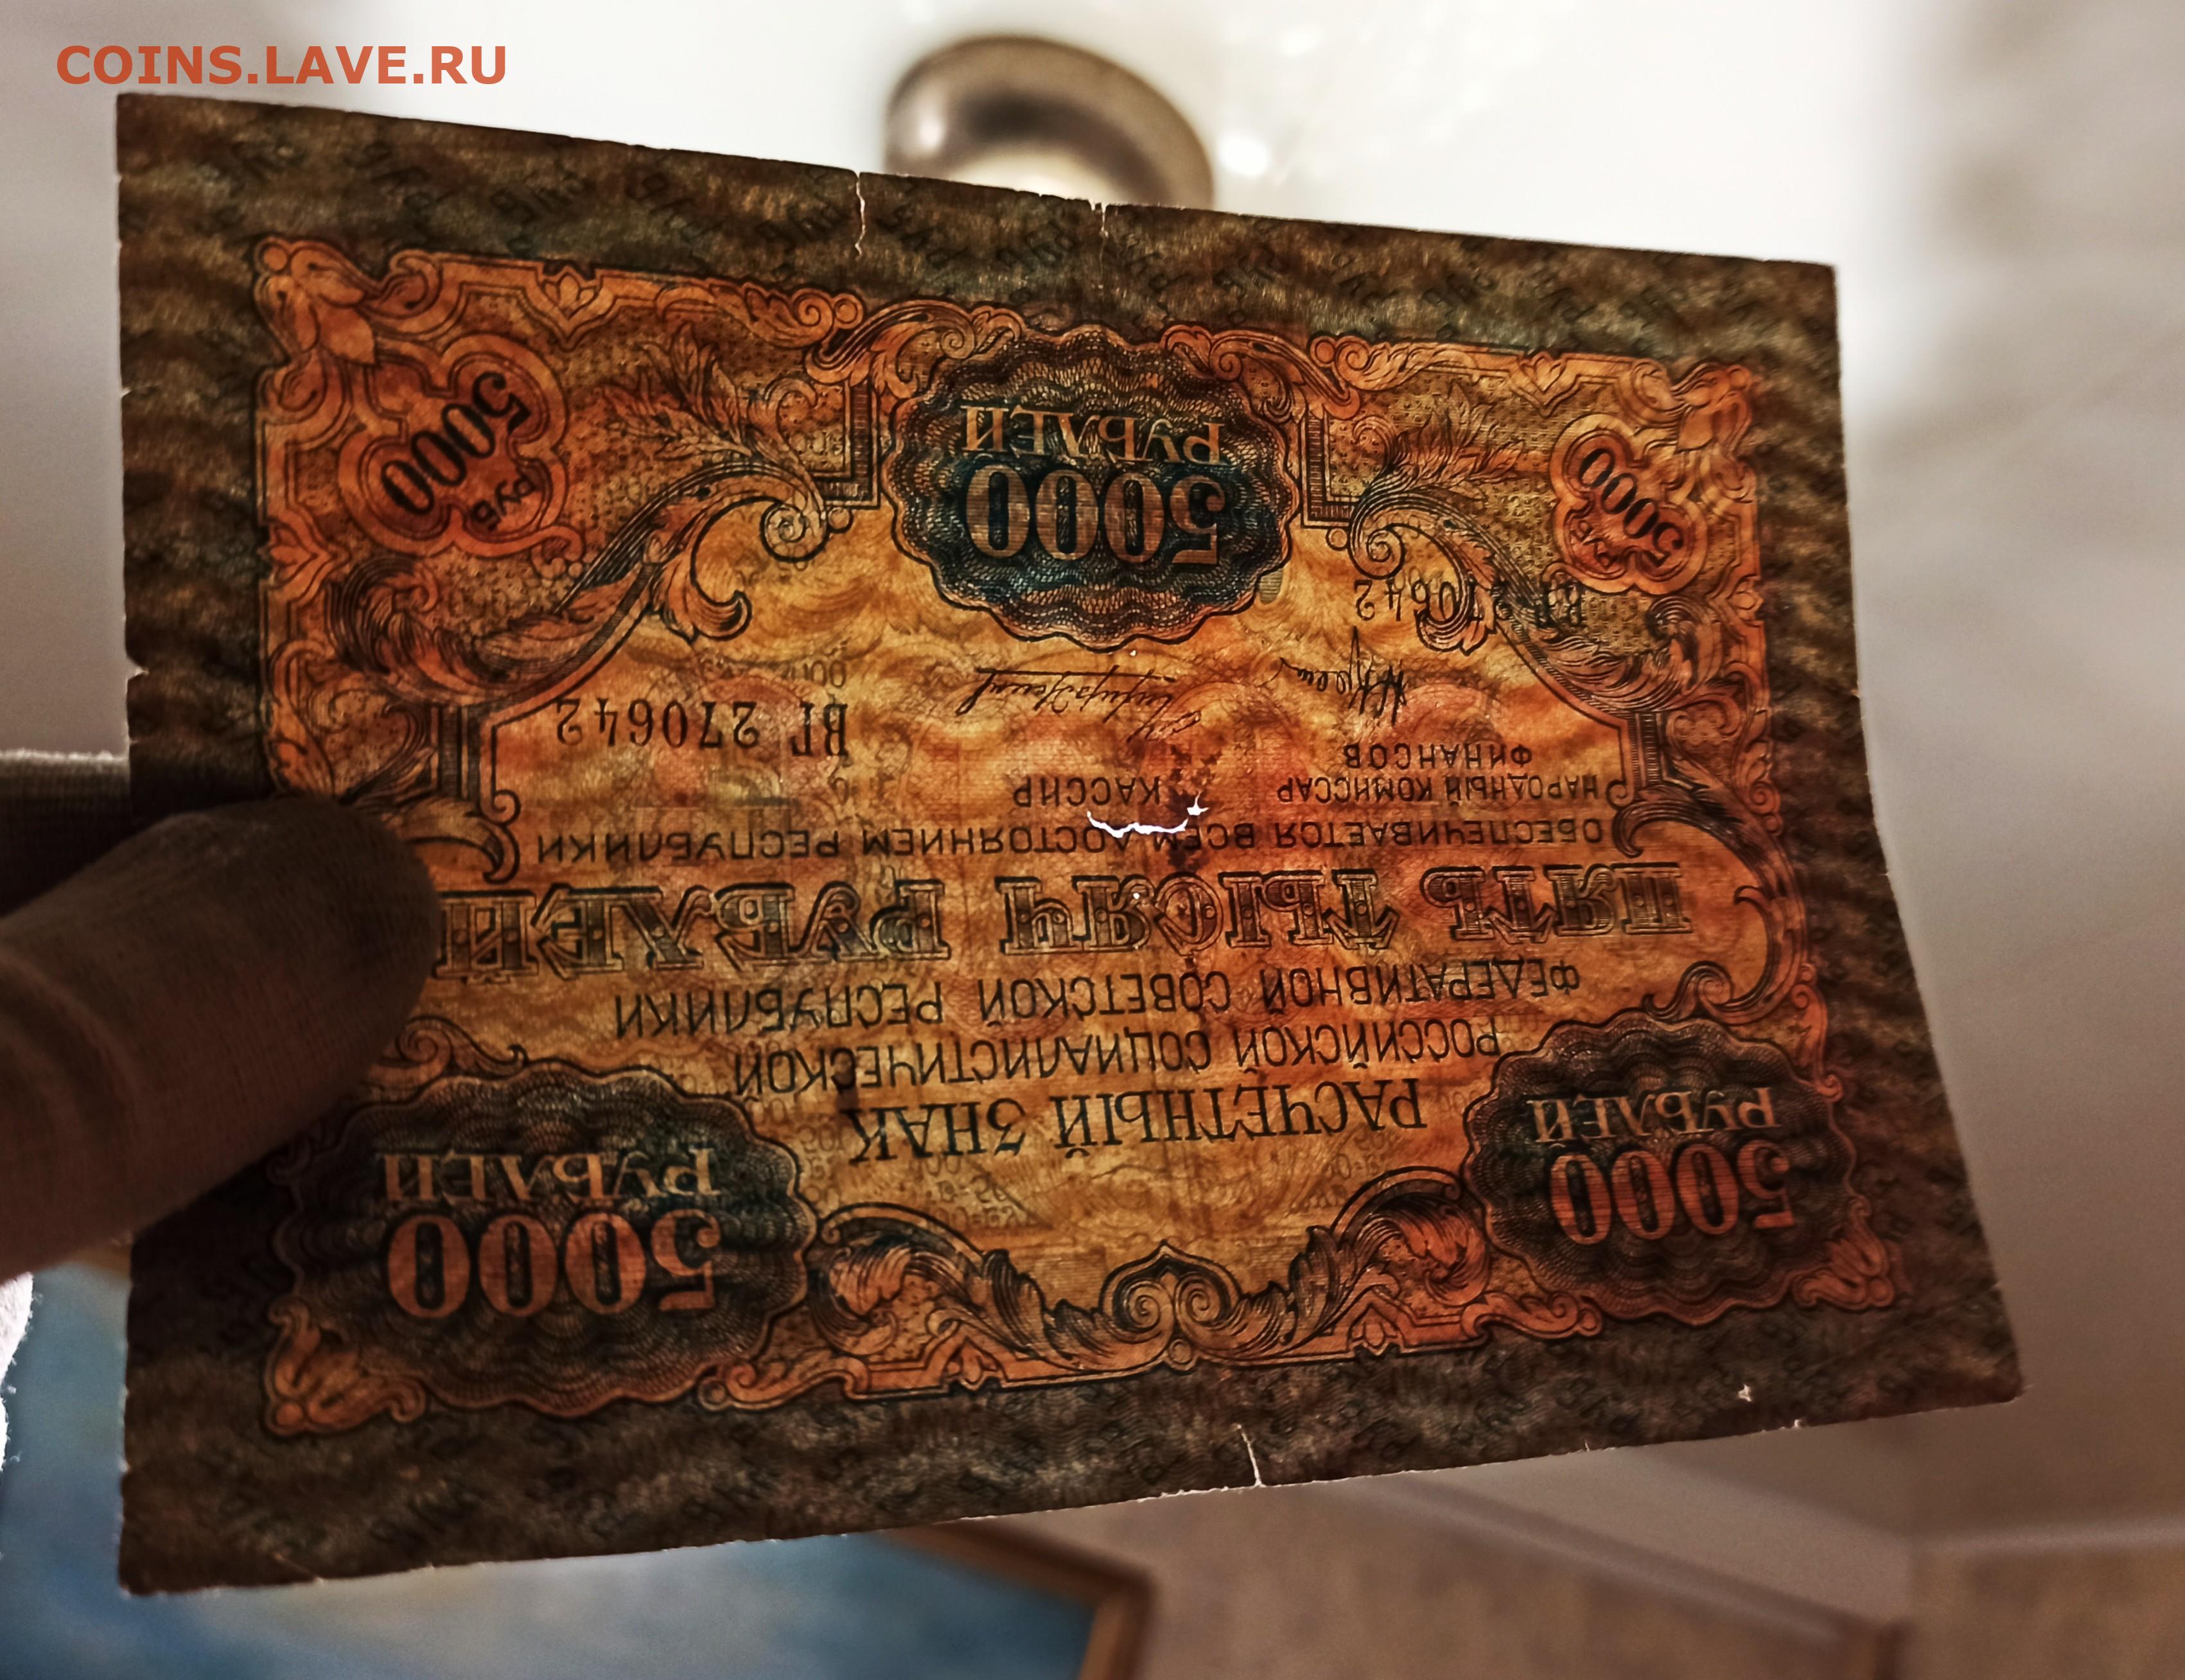 COINS.LAVE.RU
5000
РУБЛЕЙ
5000
РУБЛЕЙ
РАСЧЕТНЫЙ ЗНАК
РОССИЙСКОЙ СОЦИАЛИСТИЧЕСКОЙ
ФЕДЕРАТИВНОЙ СОВЕТСКОЙ РЕСПУБЛИКИ
ПЯТЬ ТЫСЯЧ РУБЛЕЙ
ОБЕСПЕЧИВАЕТСЯ ВСЕМ ДОСТОЯНИЕМ РЕСПУБЛИКИ
НАРОДНЫЙ КОМИССАР
ФИНАНСОВ
КАССИР
ВГ 270642
ВГ 270642
5000
РУБЛЕЙ
РУБ
5000
РУБ
5000